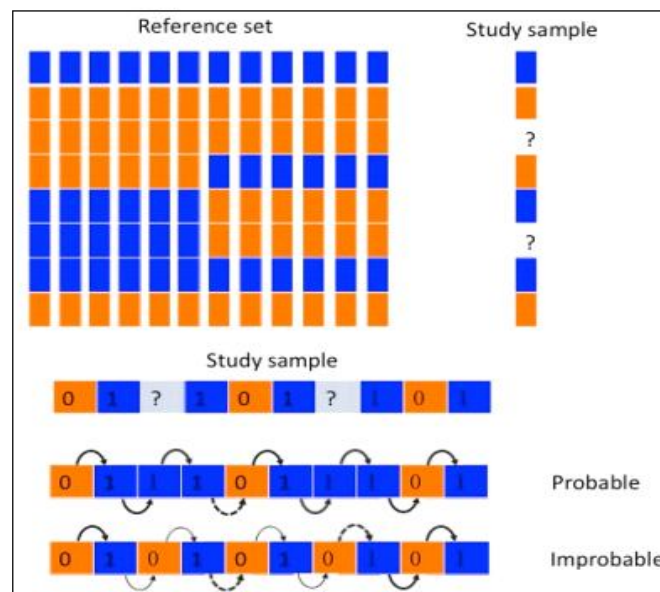 Reference set
Study sample
?
?
Study sample
0 1 ? 1 0 1 ? 1 0 1
0 1 1 1 0 1 1 1 0 1 Probable
0 1 0 1 0 1 0 1 0 1 Improbable